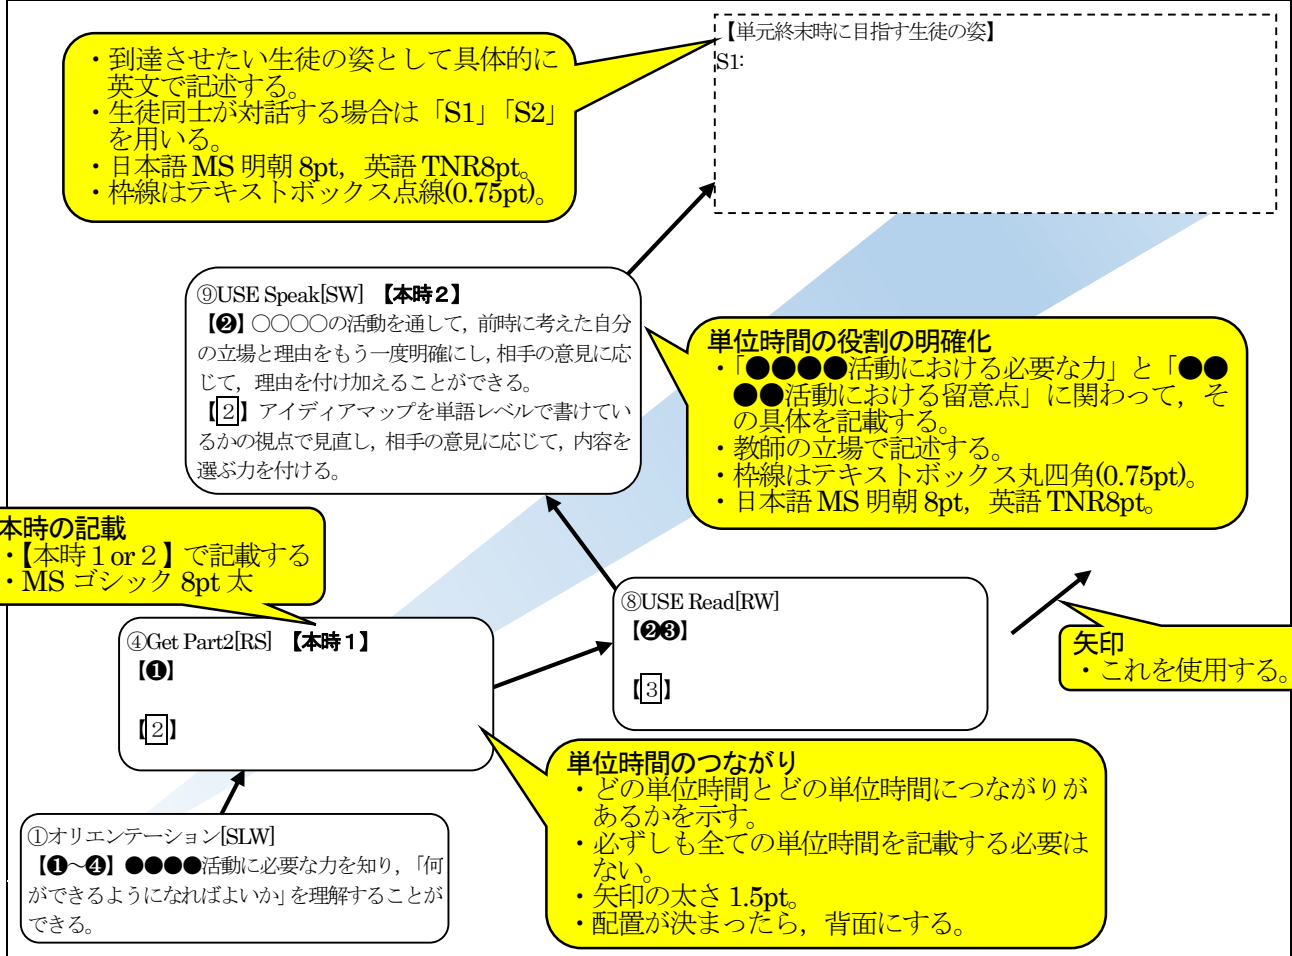 ・到達させたい生徒の姿として具体的に
英文で記述する。
・生徒同士が対話する場合は「S1」「S2」
を用いる。
・日本語 MS 明朝 8pt，英語 TNR8pt。
・枠線はテキストボックス点線(0.75pt)。
【単元終末時に目指す生徒の姿】
S1:
⑨USE Speak[SW] 【本時２】
【❷】○○○○の活動を通して，前時に考えた自分
の立場と理由をもう一度明確にし，相手の意見に応
じて，理由を付け加えることができる。
【2】アイディアマップを単語レベルで書けてい
るかの視点で見直し，相手の意見に応じて，内容を
選ぶ力を付ける。
単位時間の役割の明確化
・「●●●●活動における必要な力」と「●●
●●活動における留意点」に関わって，そ
の具体を記載する。
・教師の立場で記述する。
・枠線はテキストボックス丸四角(0.75pt)。
・日本語 MS 明朝 8pt，英語 TNR8pt。
本時の記載
・【本時１or２】で記載する
・MS ゴシック 8pt 太
④Get Part2[RS] 【本時１】
【❶】
【2】
⑧USE Read[RW]
【❷❸】
【3】
矢印
・これを使用する。
単位時間のつながり
・どの単位時間とどの単位時間につながりが
あるかを示す。
・必ずしも全ての単位時間を記載する必要は
ない。
・矢印の太さ 1.5pt。
・配置が決まったら，背面にする。
①オリエンテーション[SLW]
【❶～❹】●●●●活動に必要な力を知り，「何
ができるようになればよいか」を理解することが
できる。